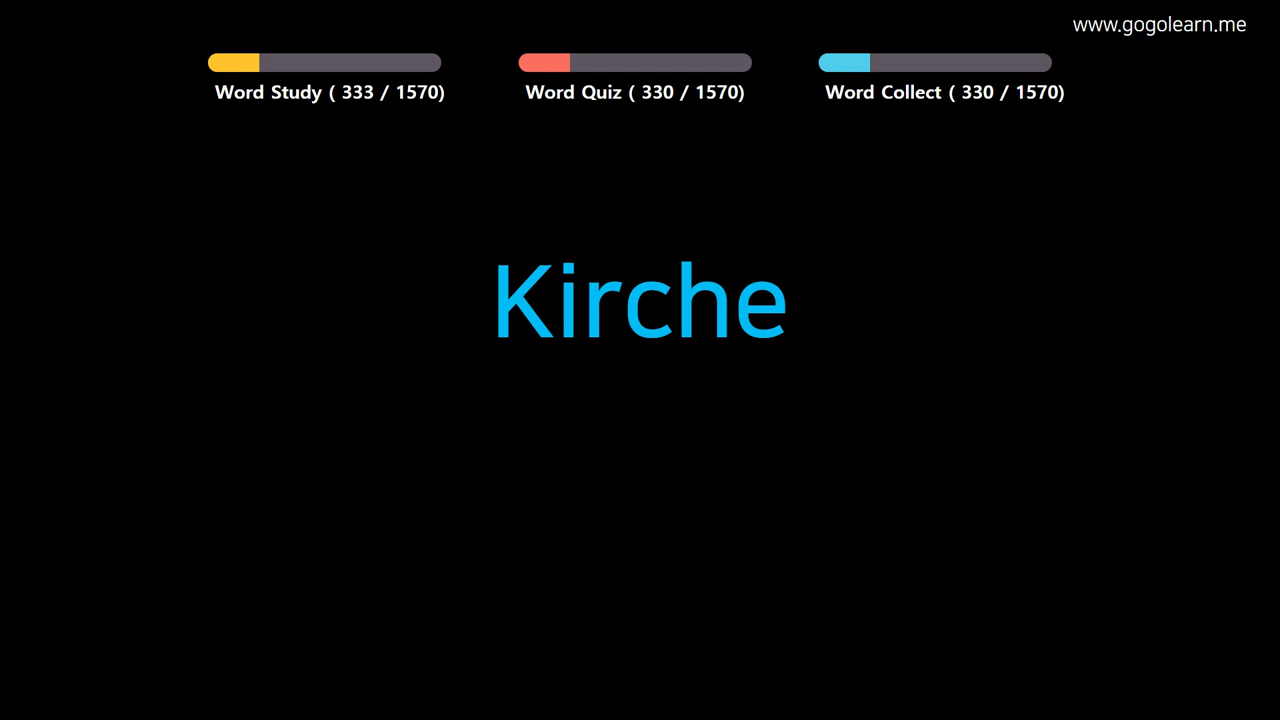 www.gogolearn.me
Word Study ( 333 / 1570)
Word Quiz ( 330 / 1570)
Word Collect ( 330 / 1570)
Kirche